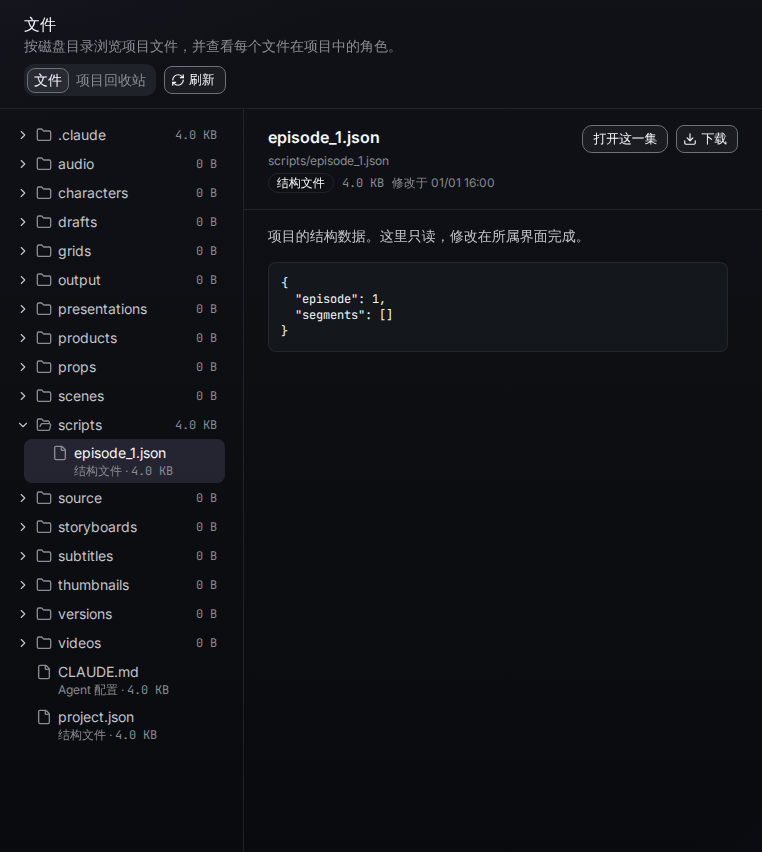 文件
按磁盘目录浏览项目文件，并查看每个文件在项目中的角色。
文件 项目回收站 刷新
.claude 4.0 KB
audio 0 B
characters 0 B
drafts 0 B
grids 0 B
output 0 B
presentations 0 B
products 0 B
props 0 B
scenes 0 B
scripts 4.0 KB
episode_1.json
结构文件 · 4.0 KB
source 0 B
storyboards 0 B
subtitles 0 B
thumbnails 0 B
versions 0 B
videos 0 B
CLAUDE.md
Agent 配置 · 4.0 KB
project.json
结构文件 · 4.0 KB
episode_1.json 打开这一集 下载
scripts/episode_1.json
结构文件 4.0 KB 修改于 01/01 16:00
项目的结构数据。这里只读，修改在所属界面完成。
{
"episode": 1,
"segments": []
}